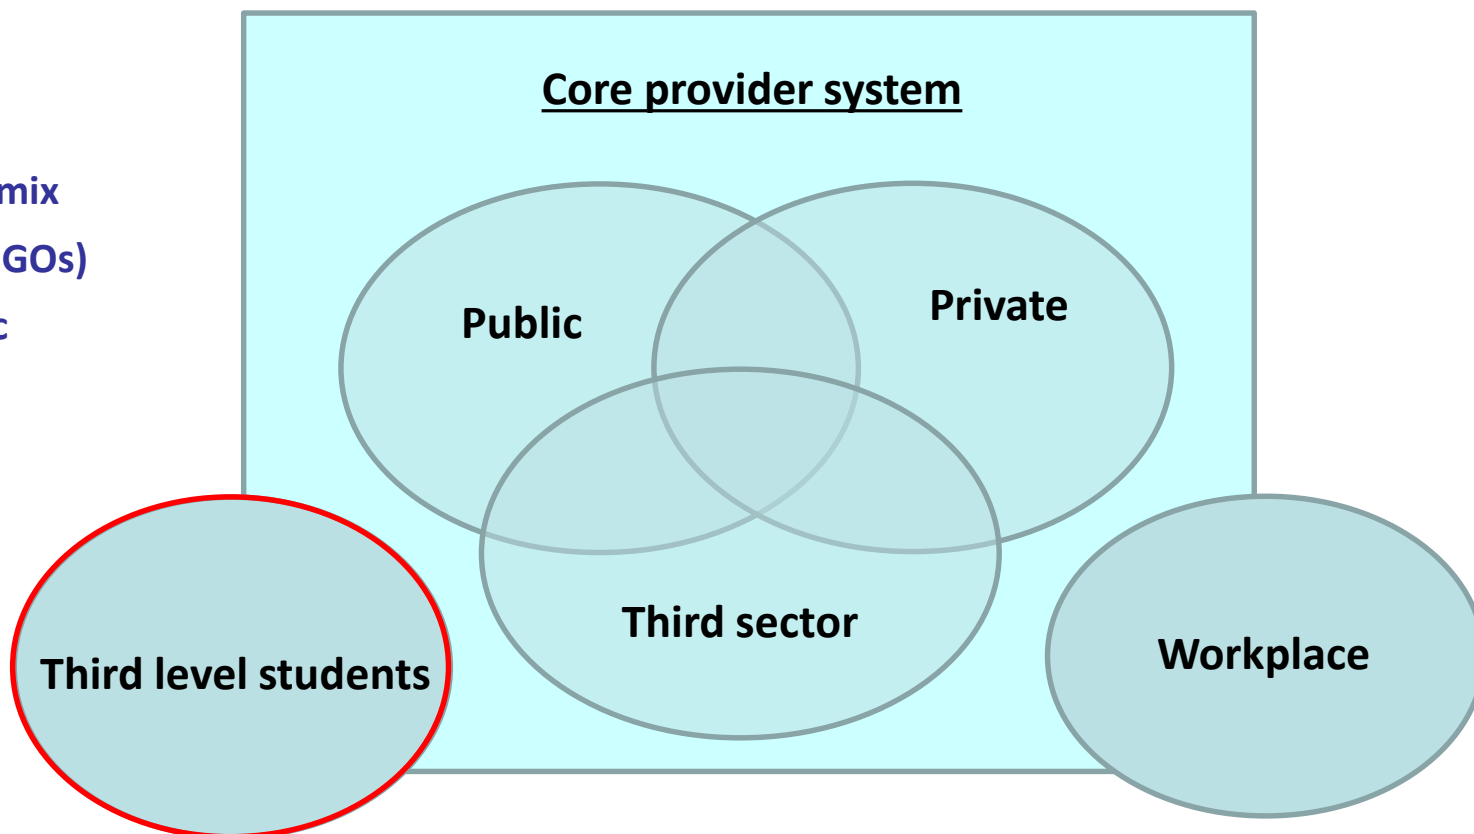 Core provider system
mix
GOs)
c
Public
Private
Third sector
Third level students
Workplace